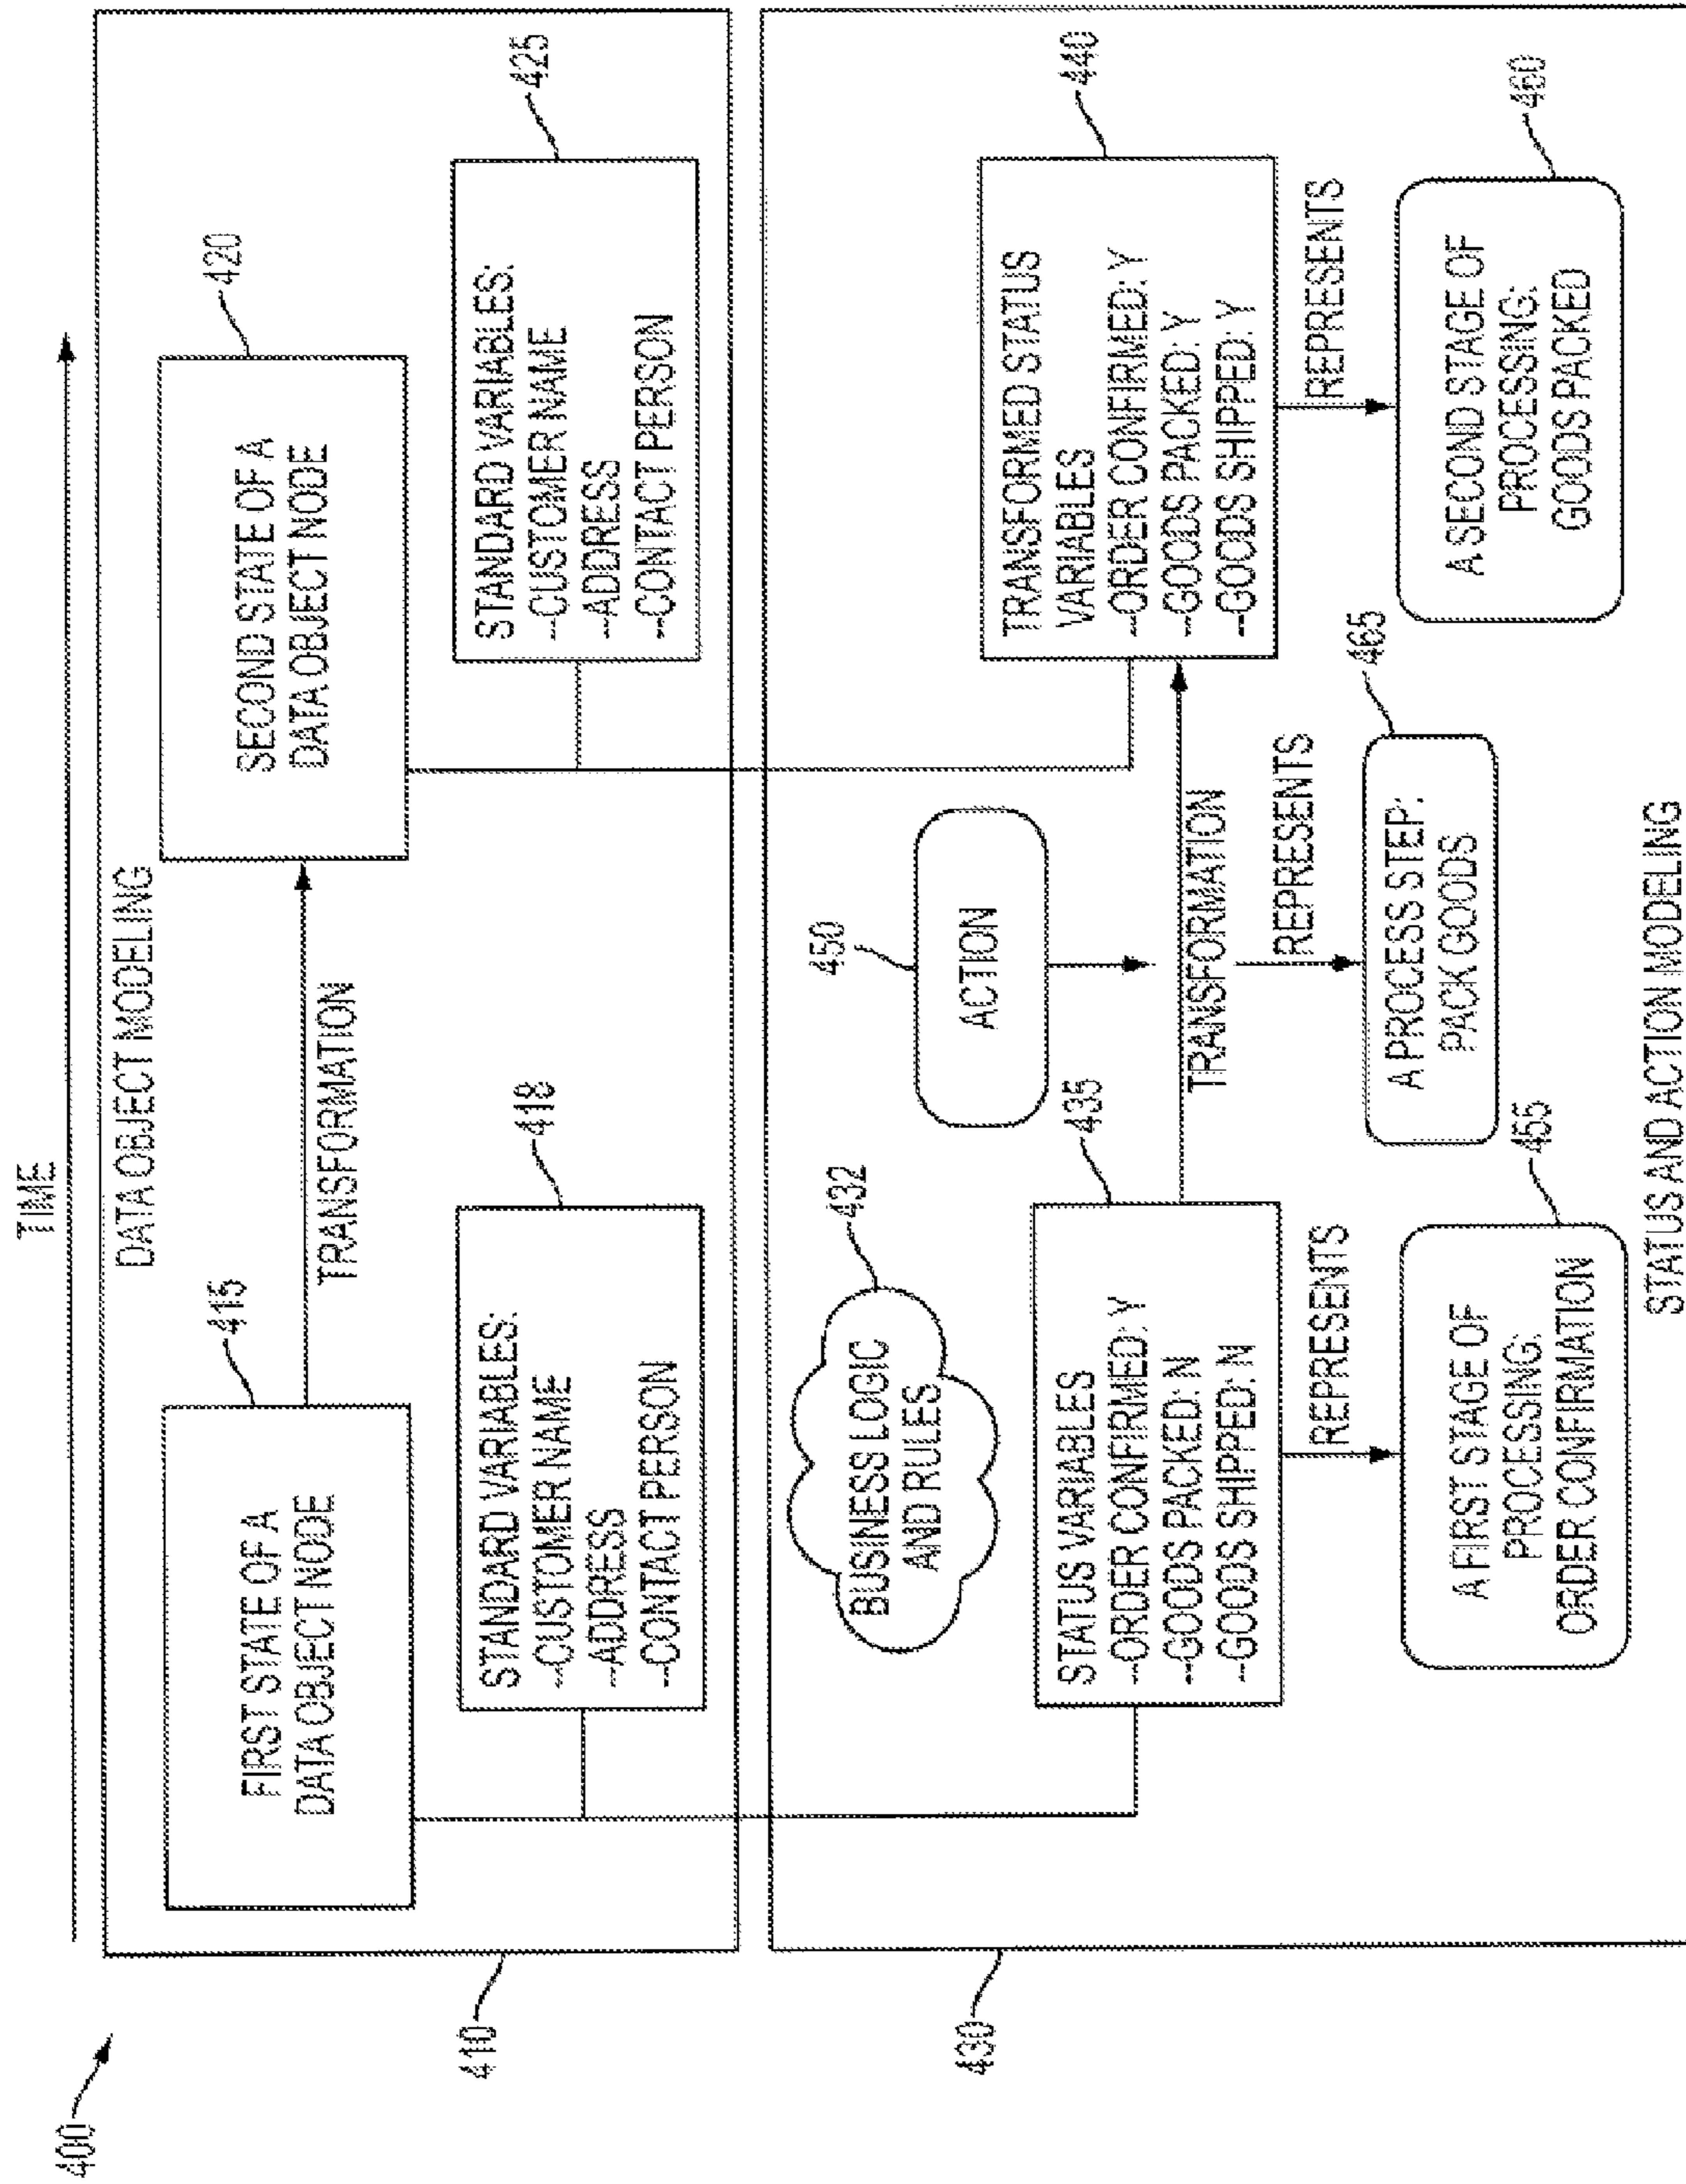 400
TIME
DATA OBJECT MODELING
410
415
FIRST STATE OF A
DATA OBJECT NODE
TRANSFORMATION
420
SECOND STATE OF A
DATA OBJECT NODE
418
STANDARD VARIABLES:
--CUSTOMER NAME
--ADDRESS
--CONTACT PERSON
425
STANDARD VARIABLES:
--CUSTOMER NAME
--ADDRESS
--CONTACT PERSON
430
432
BUSINESS LOGIC
AND RULES
450
ACTION
435
STATUS VARIABLES
--ORDER CONFIRMED: Y
--GOODS PACKED: N
--GOODS SHIPPED: N
TRANSFORMATION
440
TRANSFORMED STATUS
VARIABLES
--ORDER CONFIRMED: Y
--GOODS PACKED: Y
--GOODS SHIPPED: Y
REPRESENTS
REPRESENTS
REPRESENTS
455
A FIRST STAGE OF
PROCESSING:
ORDER CONFIRMATION
465
A PROCESS STEP:
PACK GOODS
460
A SECOND STAGE OF
PROCESSING:
GOODS PACKED
STATUS AND ACTION MODELING